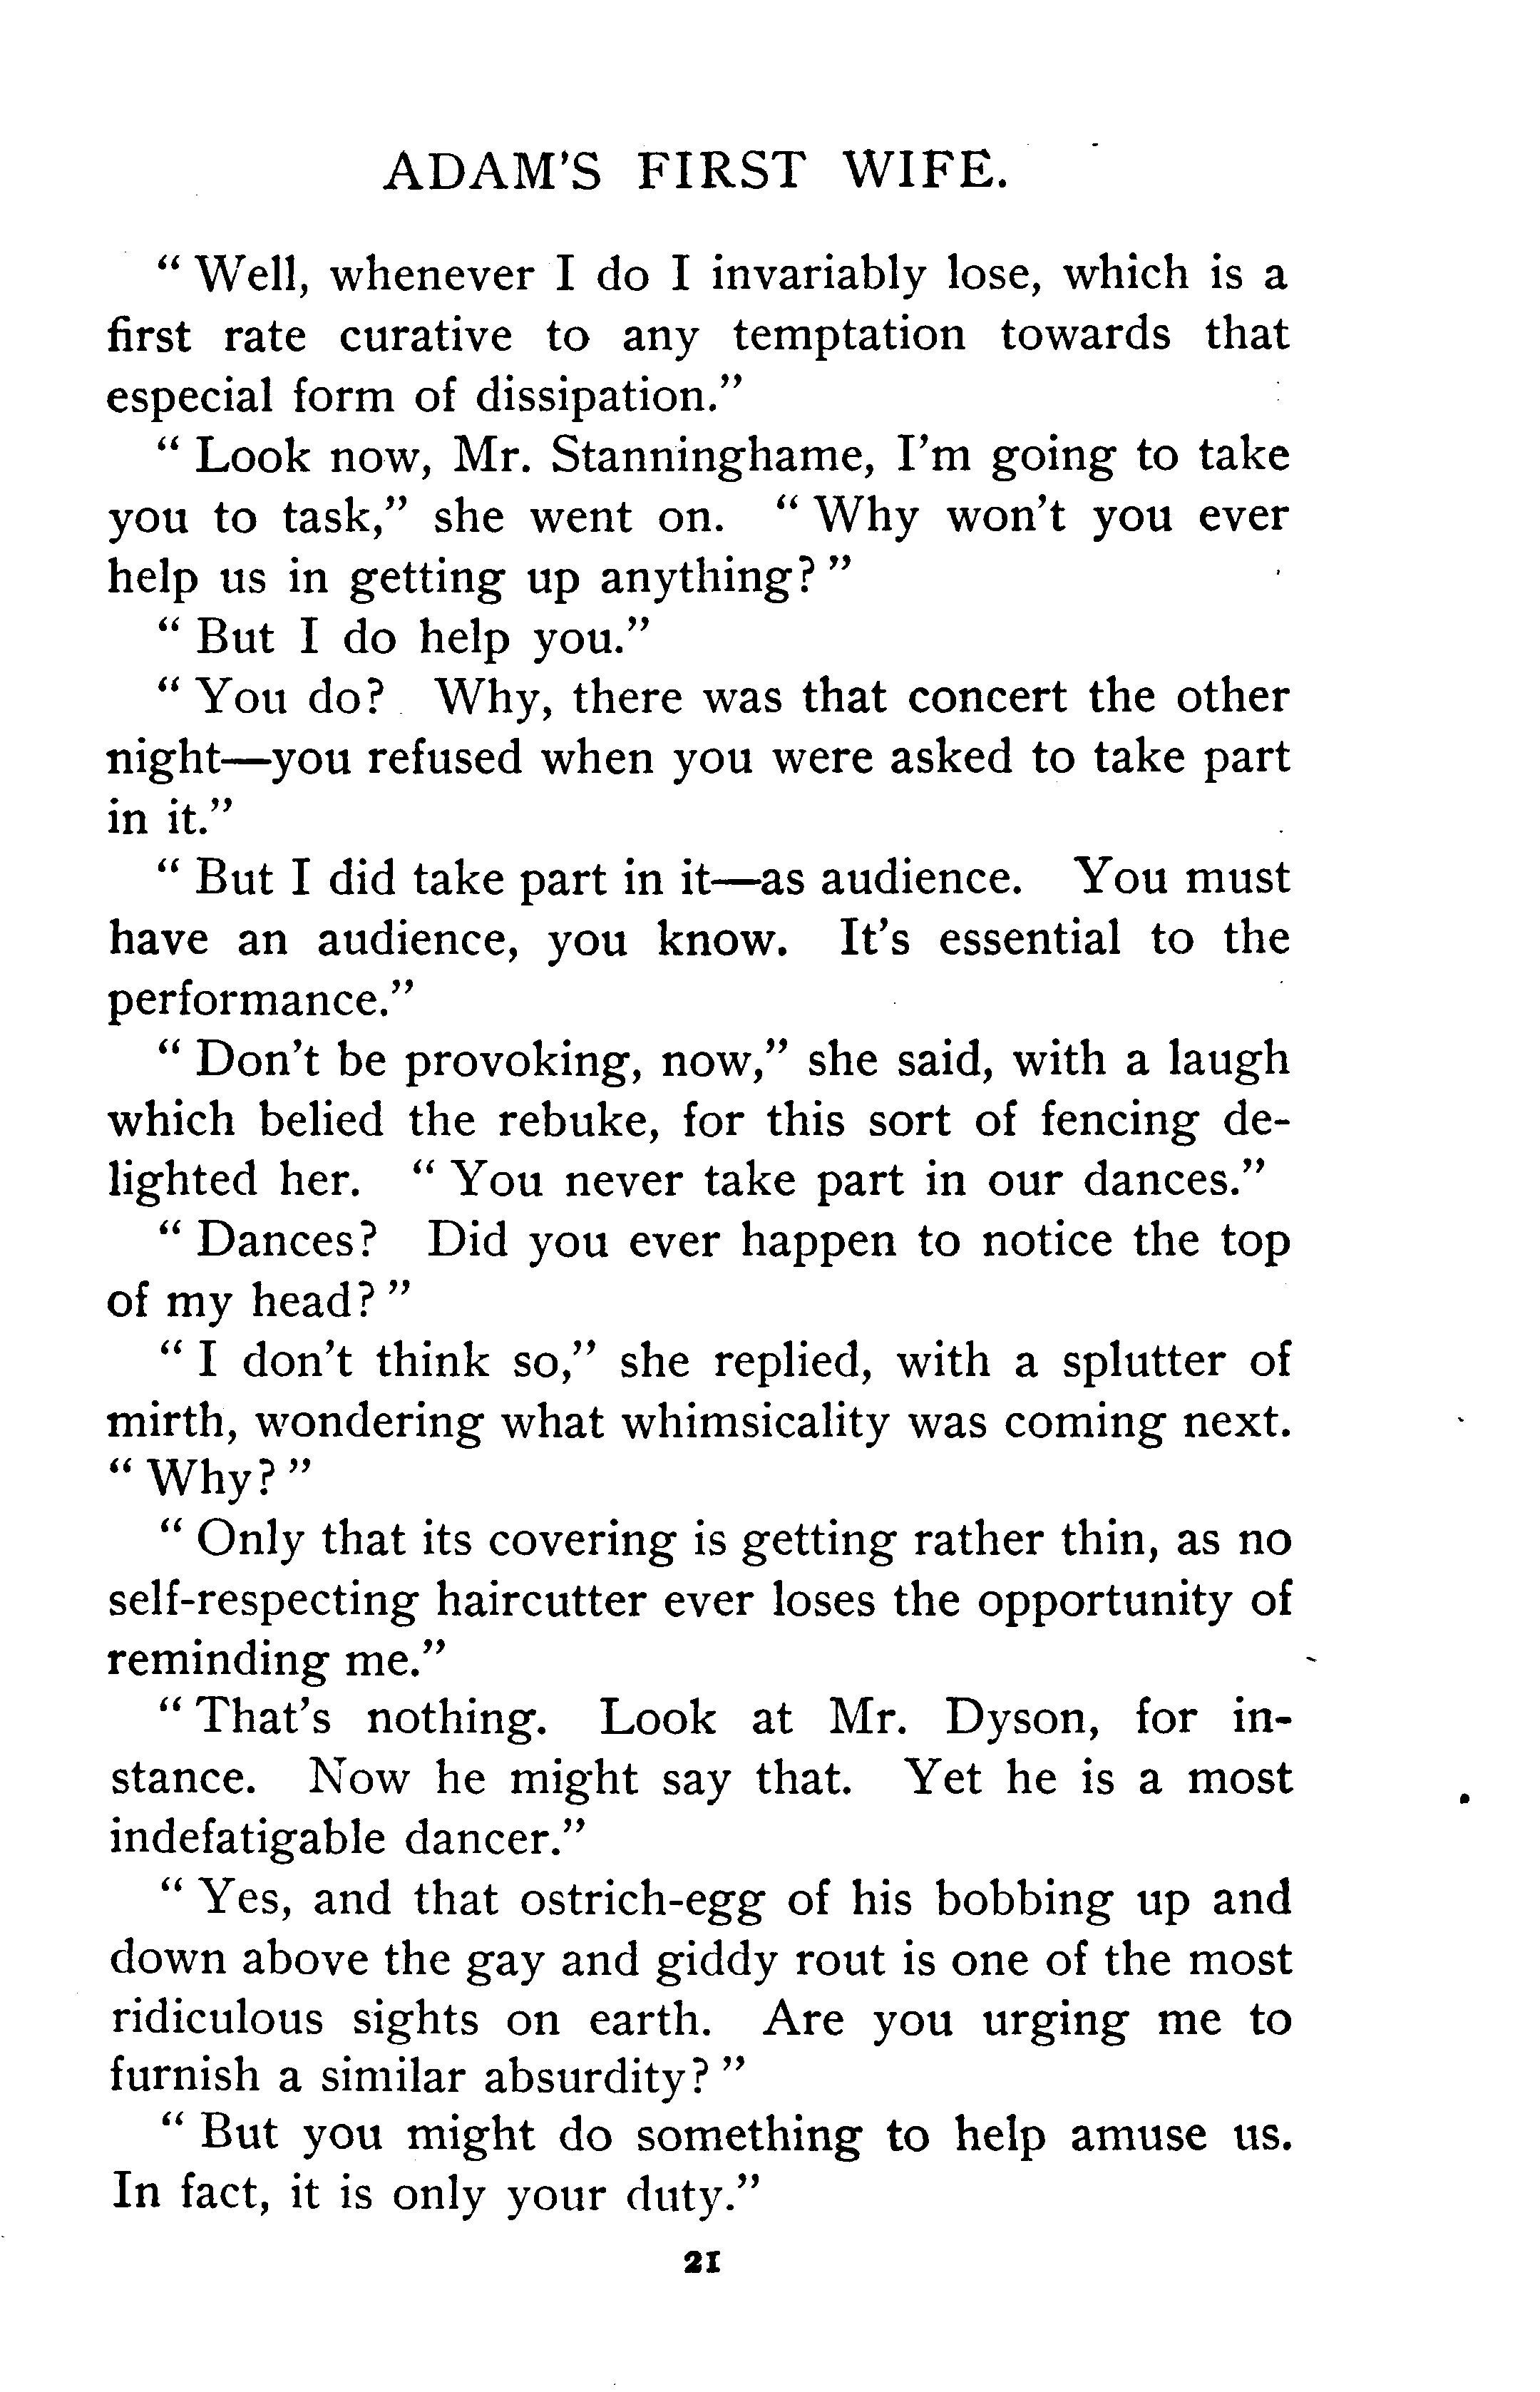 ADAM'S FIRST WIFE.
“ Well, whenever I do I invariably lose, which is a
first rate curative to any temptation towards that
especial form of dissipation.”
“ Look now, Mr. Stanninghame, I'm going to take
you to task,” she went on. “ Why won't you ever
help us in getting up anything? ”
“ But I do help you.”
“ You do? Why, there was that concert the other
night—you refused when you were asked to take part
in it.”
“ But I did take part in it—as audience. You must
have an audience, you know. It's essential to the
performance.”
“ Don't be provoking, now,” she said, with a laugh
which belied the rebuke, for this sort of fencing de-
lighted her. “ You never take part in our dances.”
“ Dances? Did you ever happen to notice the top
of my head? ”
“ I don't think so,” she replied, with a splutter of
mirth, wondering what whimsicality was coming next.
“ Why? ”
“ Only that its covering is getting rather thin, as no
self-respecting haircutter ever loses the opportunity of
reminding me.”
“ That's nothing. Look at Mr. Dyson, for in-
stance. Now he might say that. Yet he is a most
indefatigable dancer.”
“ Yes, and that ostrich-egg of his bobbing up and
down above the gay and giddy rout is one of the most
ridiculous sights on earth. Are you urging me to
furnish a similar absurdity? ”
“ But you might do something to help amuse us.
In fact, it is only your duty.”
21